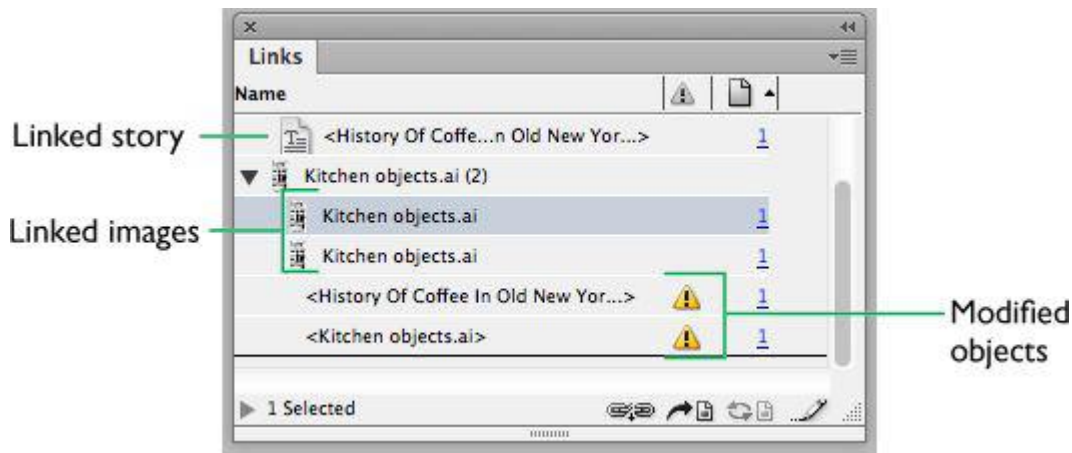 Links
Name
Linked story
<History Of Coffe...n Old New Yor...> 1
Kitchen objects.ai (2)
Linked images
Kitchen objects.ai 1
Kitchen objects.ai 1
<History Of Coffee In Old New Yor...> 1
<Kitchen objects.ai> 1
Modified
objects
1 Selected